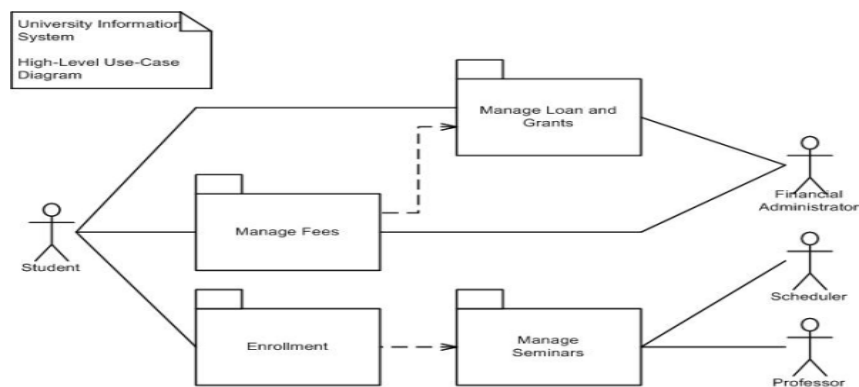 University Information
System
High-Level Use-Case
Diagram
Manage Loan and
Grants
Manage Fees
Financial
Administrator
Student
Scheduler
Enrollment
Manage
Seminars
Professor